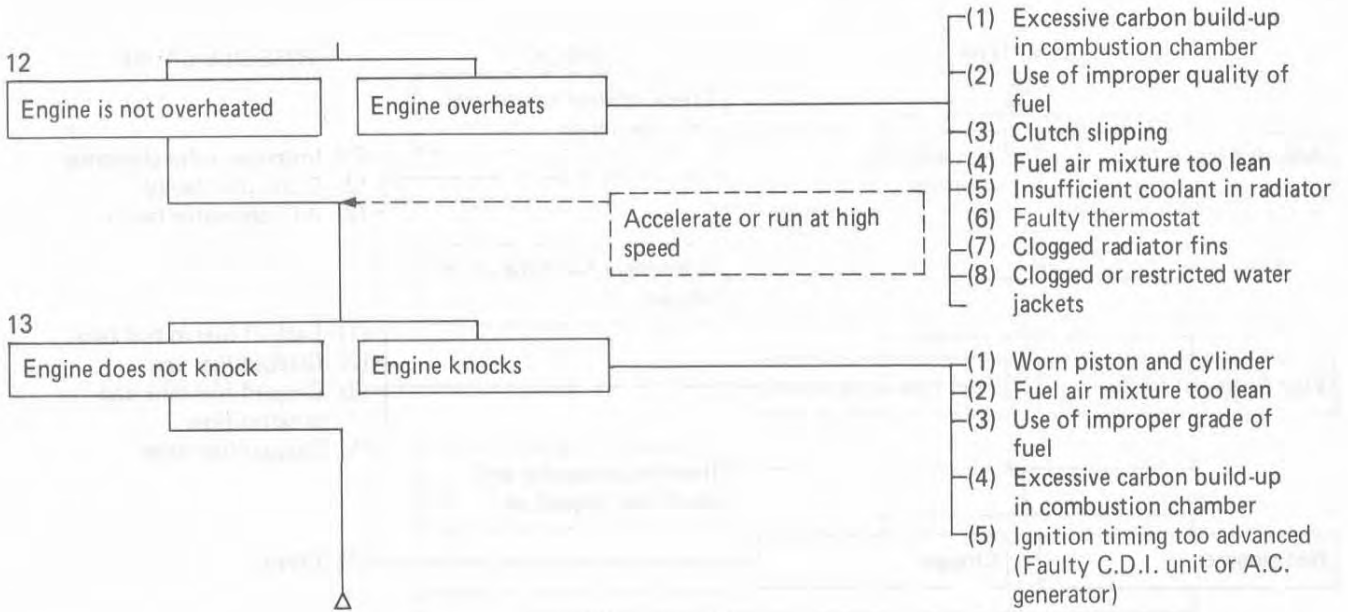 12
Engine is not overheated
Engine overheats
(1) Excessive carbon build-up
in combustion chamber
(2) Use of improper quality of
fuel
(3) Clutch slipping
(4) Fuel air mixture too lean
(5) Insufficient coolant in radiator
(6) Faulty thermostat
(7) Clogged radiator fins
(8) Clogged or restricted water
jackets
Accelerate or run at high
speed
13
Engine does not knock
Engine knocks
(1) Worn piston and cylinder
(2) Fuel air mixture too lean
(3) Use of improper grade of
fuel
(4) Excessive carbon build-up
in combustion chamber
(5) Ignition timing too advanced
(Faulty C.D.I. unit or A.C.
generator)